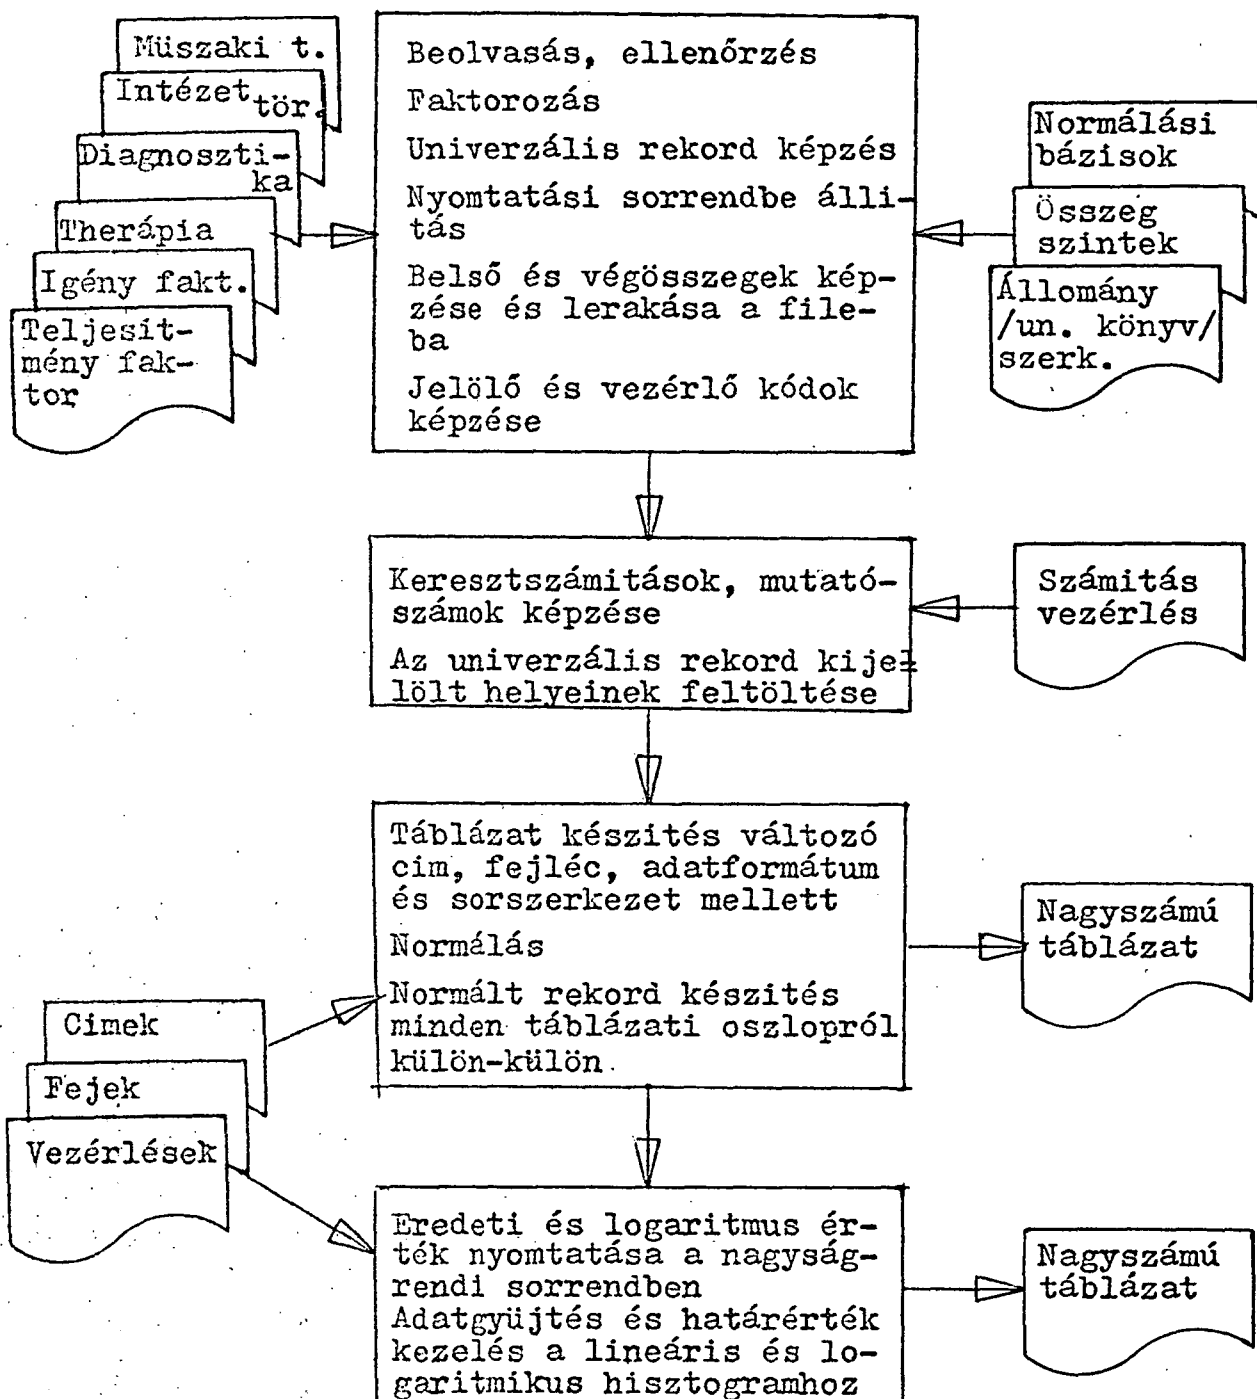 Müszaki t.
Intézet tör.
Diagnoszti-
ka
Therápia
Igény fakt.
Teljesit-
mény fak-
tor
Beolvasás, ellenőrzés
Faktorozás
Univerzális rekord képzés
Nyomtatási sorrendbe álli-
tás
Belső és végösszegek kép-
zése és lerakása a file-
ba
Jelölő és vezérlő kódok
képzése
Normálási
bázisok
Összeg
szintek
Állomány
/un. könyv/
szerk.
Keresztszámitások, mutató-
számok képzése
Az univerzális rekord kije-
lölt helyeinek feltöltése
Számitás
vezérlés
Táblázat készités változó
cim, fejléc, adatformátum
és sorszerkezet mellett
Normálás
Normált rekord készités
minden táblázati oszlopról
külön-külön.
Nagyszámú
táblázat
Cimek
Fejek
Vezérlések
Eredeti és logaritmus ér-
ték nyomtatása a nagyság-
rendi sorrendben
Adatgyüjtés és határérték
kezelés a lineáris és lo-
garitmikus hisztogramhoz
Nagyszámú
táblázat